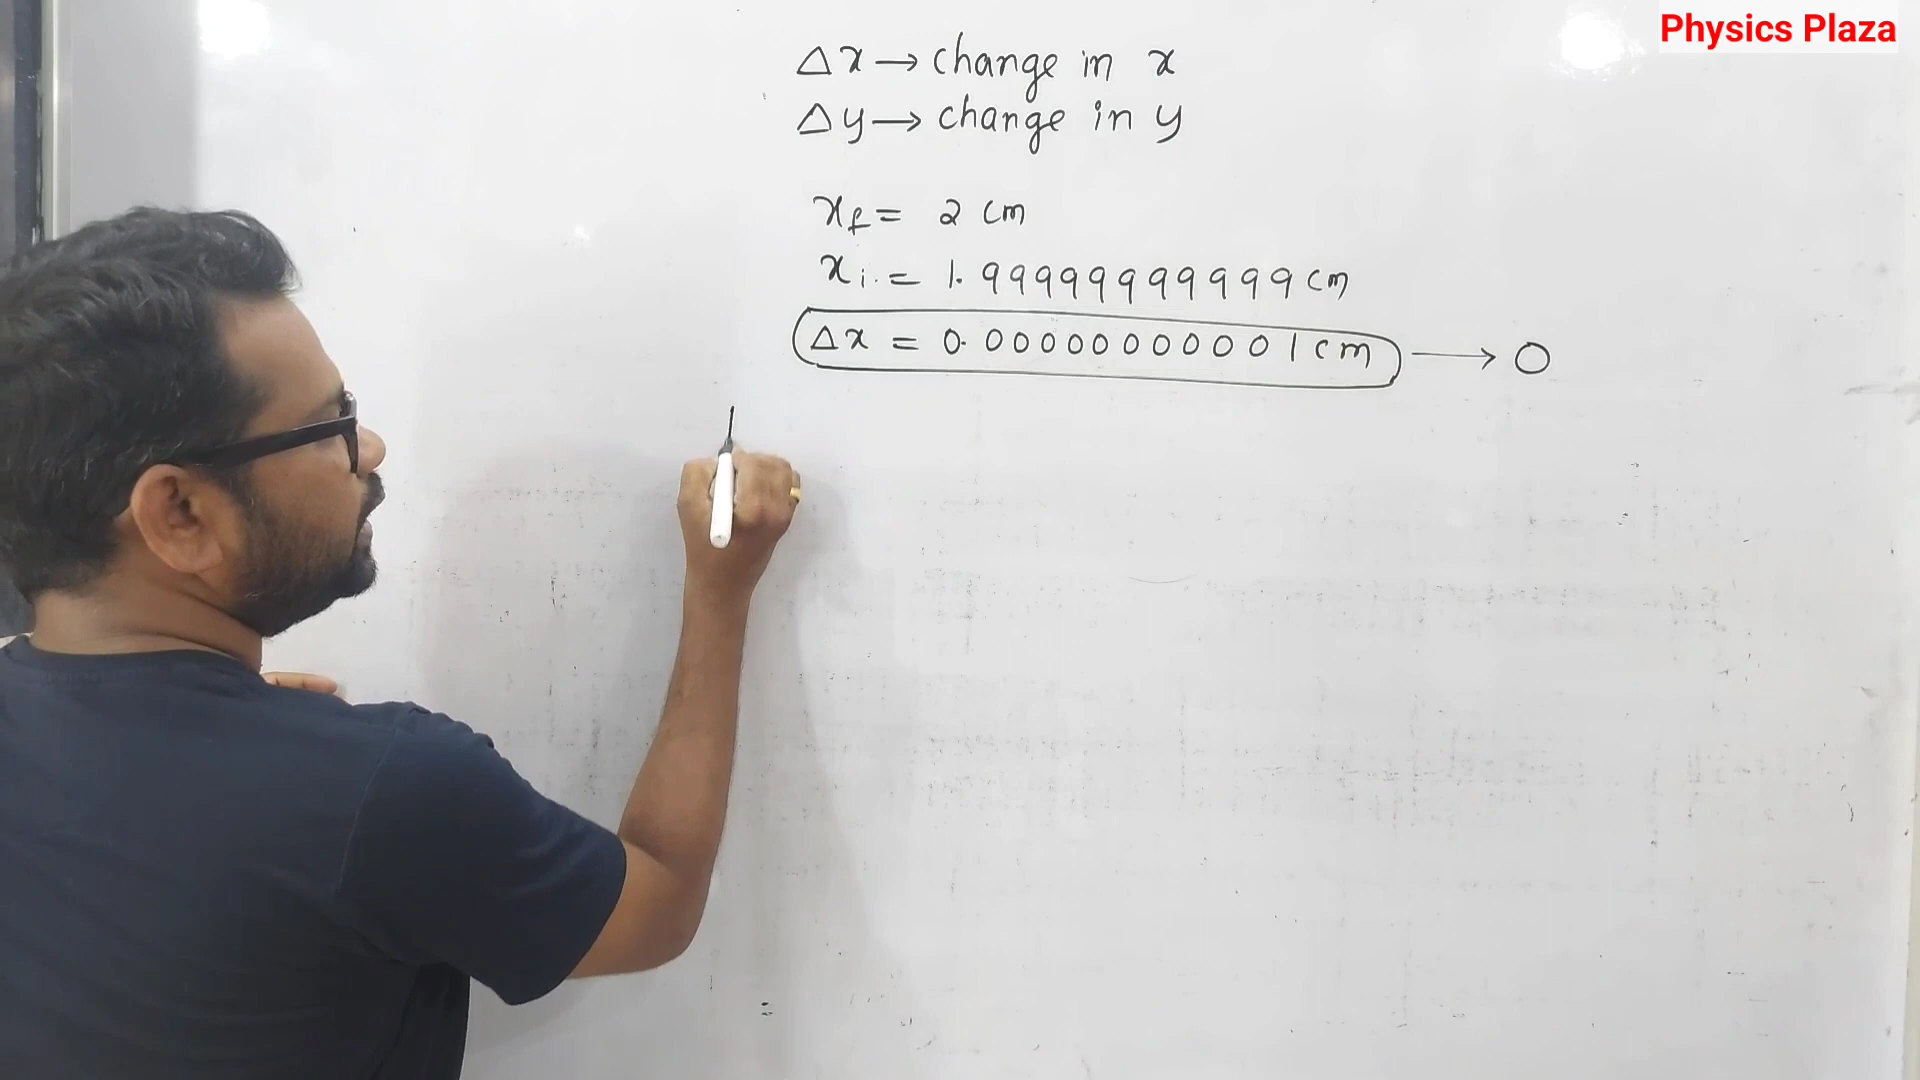 Physics Plaza
Δx → change in x
Δy → change in y
x_f = 2 cm
x_i = 1.99999999999 cm
Δx = 0.00000000001 cm → 0